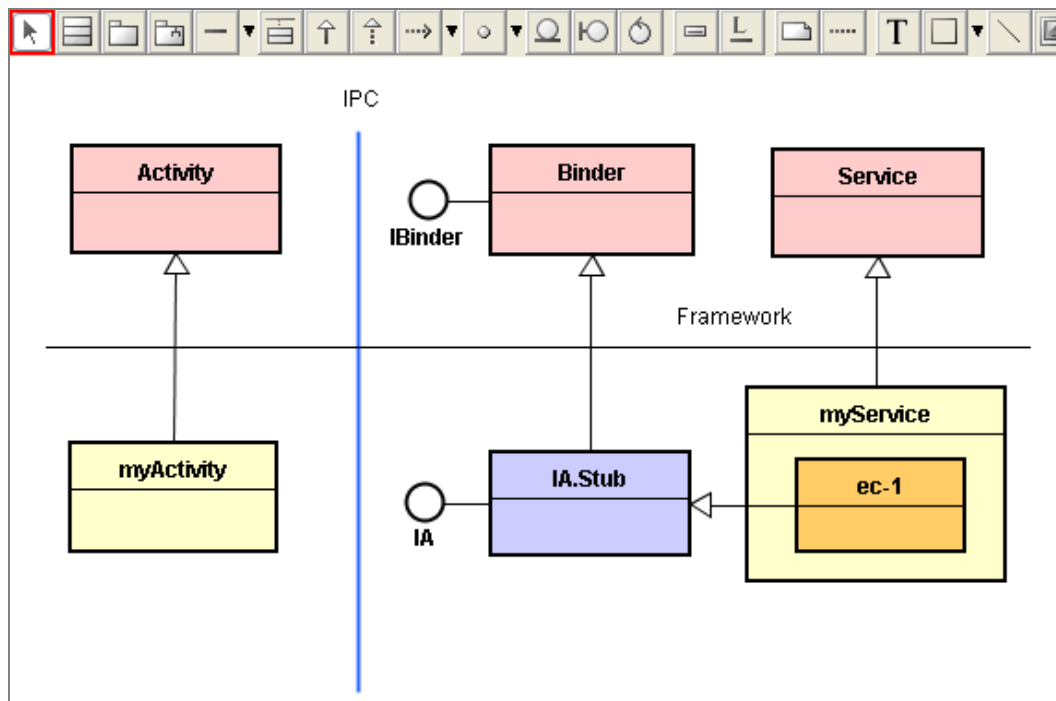 T
IPC
Activity
Binder
Service
IBinder
Framework
myActivity
IA.Stub
myService
ec-1
IA